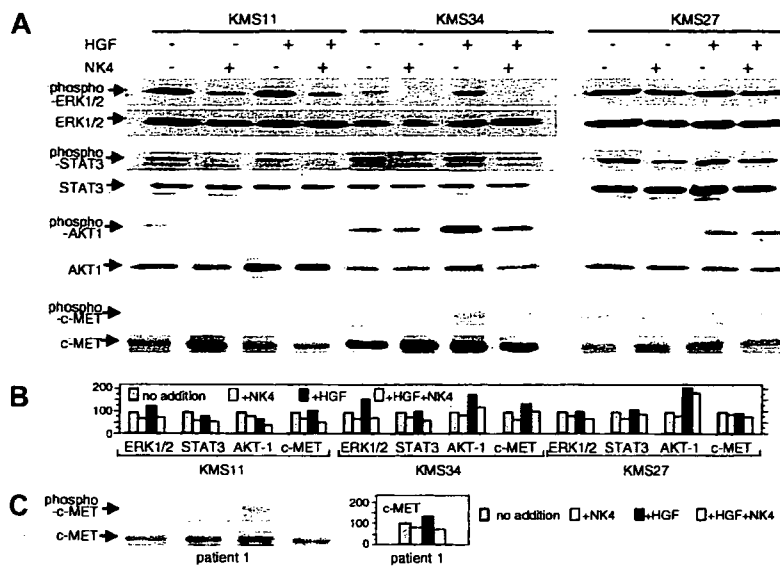 A KMS11 KMS34 KMS27
HGF - - + + - - + + - - + +
NK4 - + - + - + - + - + - +
phospho
-ERK1/2
ERK1/2
phospho
-STAT3
STAT3
phospho
-AKT1
AKT1
phospho
-c-MET
c-MET
B 200 no addition +NK4 +HGF +HGF+NK4
100
0
ERK1/2 STAT3 AKT-1 c-MET ERK1/2 STAT3 AKT-1 c-MET ERK1/2 STAT3 AKT-1 c-MET
KMS11 KMS34 KMS27
C phospho
-c-MET
c-MET
patient 1
200 c-MET
100
0
patient 1
no addition +NK4 +HGF +HGF+NK4